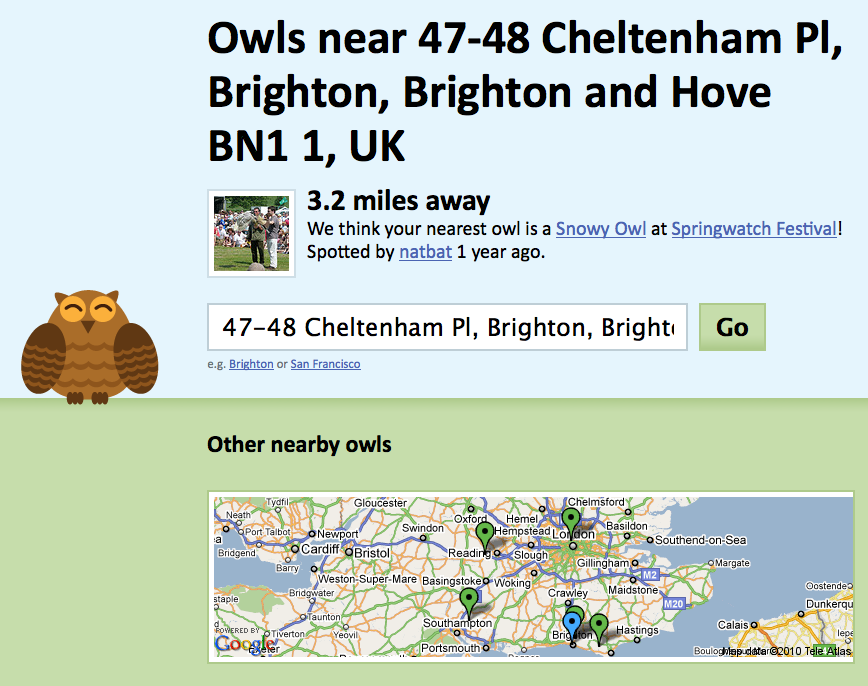 Owls near 47-48 Cheltenham Pl,
Brighton, Brighton and Hove
BN1 1, UK
3.2 miles away
We think your nearest owl is a Snowy Owl at Springwatch Festival!
Spotted by natbat 1 year ago.
47-48 Cheltenham Pl, Brighton, Brighto
Go
e.g. Brighton or San Francisco
Other nearby owls
Tydfil
Gloucester
Chelmsford
Neath
Oxford
Hemel
Hempstead
Basildon
Port Talbot
Newport
Swindon
London
Southend-on-Sea
Bridgend
Cardiff
Bristol
Reading
Slough
Gillingham
Margate
Barry
Weston-Super-Mare
Basingstoke
Woking
M2
Maidstone
Oostende
staple
Bridgwater
Crawley
M20
Dunkerqu
Taunton
Southampton
Calais
POWERED BY
Google
Tiverton
Yeovil
Brighton
Hastings
Exeter
Portsmouth
Map data ©2010 Tele Atlas